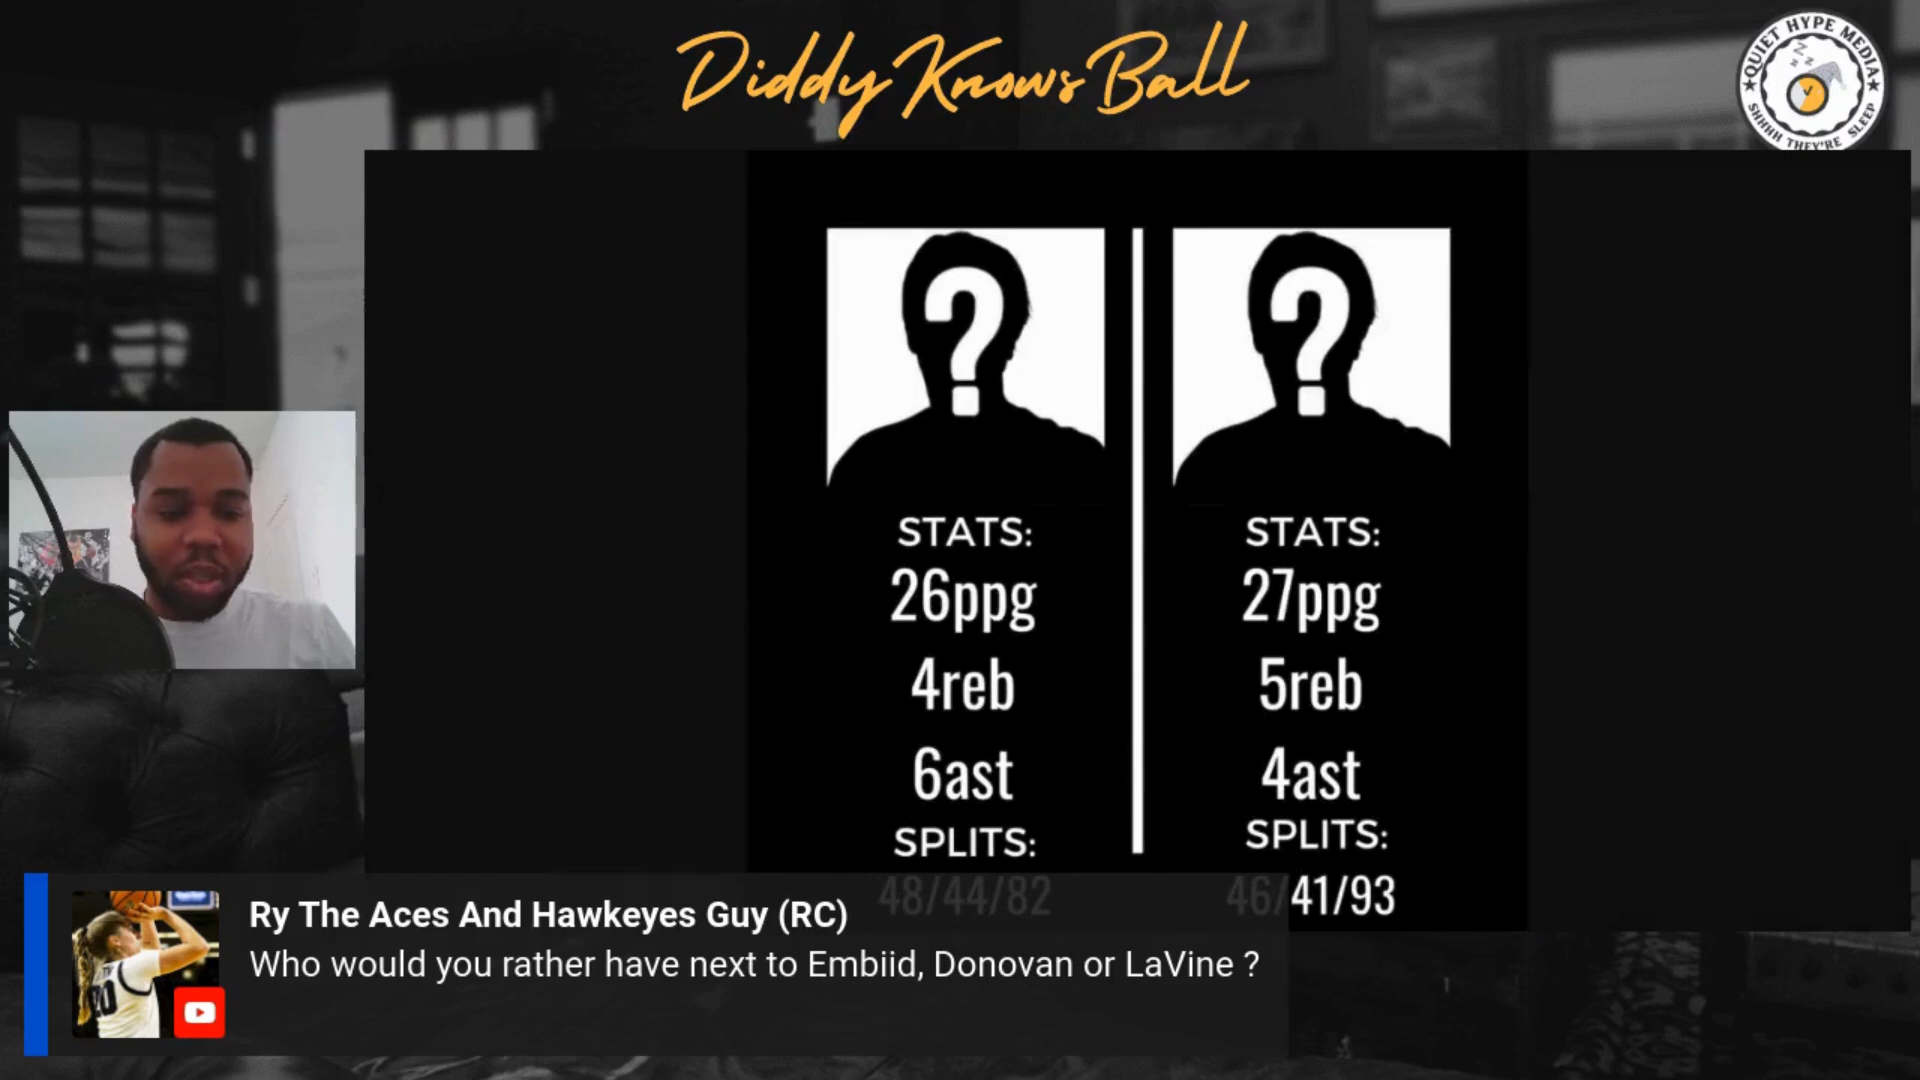 Diddy Knows Ball
QUIET HYPE MEDIA
SHHHH THEY'RE SLEEP
z z z
? ?
STATS: STATS:
26ppg 27ppg
4reb 5reb
6ast 4ast
SPLITS: SPLITS:
48/44/82 46/41/93
Ry The Aces And Hawkeyes Guy (RC)
Who would you rather have next to Embiid, Donovan or LaVine ?